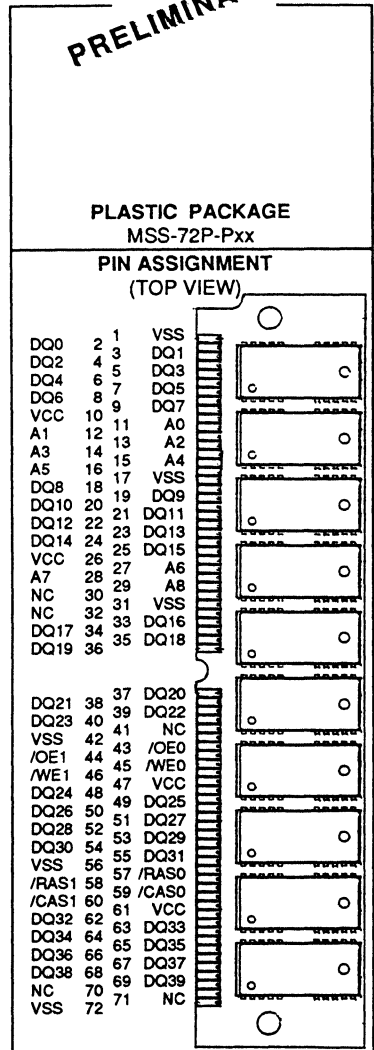 PRELIMINA
PLASTIC PACKAGE
MSS-72P-Pxx
PIN ASSIGNMENT
(TOP VIEW)
DQ0 2 1 VSS
DQ2 4 3 DQ1
DQ4 6 5 DQ3
DQ6 8 7 DQ5
VCC 10 9 DQ7
A1 12 11 A0
A3 14 13 A2
A5 16 15 A4
DQ8 18 17 VSS
DQ10 20 19 DQ9
DQ12 22 21 DQ11
DQ14 24 23 DQ13
VCC 26 25 DQ15
A7 28 27 A6
NC 30 29 A8
NC 32 31 VSS
DQ17 34 33 DQ16
DQ19 36 35 DQ18
DQ21 38 37 DQ20
DQ23 40 39 DQ22
VSS 42 41 NC
/OE1 44 43 /OE0
/WE1 46 45 /WE0
DQ24 48 47 VCC
DQ26 50 49 DQ25
DQ28 52 51 DQ27
DQ30 54 53 DQ29
VSS 56 55 DQ31
/RAS1 58 57 /RAS0
/CAS1 60 59 /CAS0
DQ32 62 61 VCC
DQ34 64 63 DQ33
DQ36 66 65 DQ35
DQ38 68 67 DQ37
NC 70 69 DQ39
VSS 72 71 NC